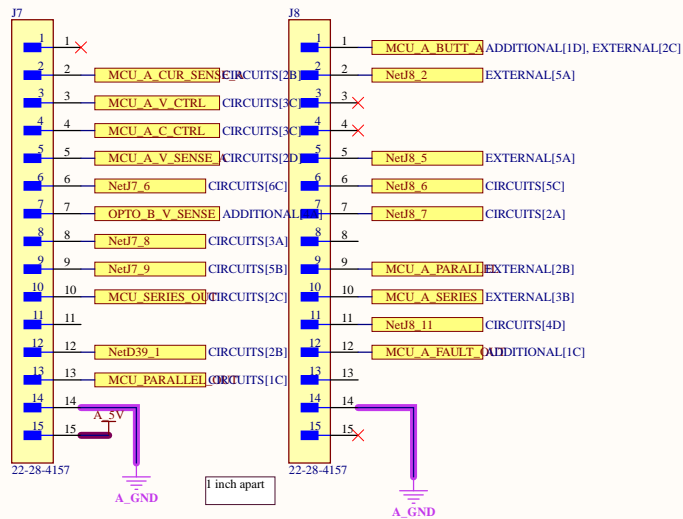 J7 J8
1 1 1 1 MCU_A_BUTT_A ADDITIONAL[1D], EXTERNAL[2C]
2 2 MCU_A_CUR_SENSE_A CIRCUITS[2B] 2 2 NetJ8_2 EXTERNAL[5A]
3 3 MCU_A_V_CTRL CIRCUITS[3C] 3 3
4 4 MCU_A_C_CTRL CIRCUITS[3C] 4 4
5 5 MCU_A_V_SENSE_A CIRCUITS[2D] 5 5 NetJ8_5 EXTERNAL[5A]
6 6 NetJ7_6 CIRCUITS[6C] 6 6 NetJ8_6 CIRCUITS[5C]
7 7 OPTO_B_V_SENSE 7 7 NetJ8_7 CIRCUITS[2A]
8 8 NetJ7_8 CIRCUITS[3A] 8 8
9 9 NetJ7_9 CIRCUITS[5B] 9 9 MCU_A_PARALLEL EXTERNAL[2B]
10 10 MCU_SERIES_OUT CIRCUITS[2C] 10 10 MCU_A_SERIES EXTERNAL[3B]
11 11 11 11 NetJ8_11 CIRCUITS[4D]
12 12 NetD39_1 CIRCUITS[2B] 12 12 MCU_A_FAULT_OUT ADDITIONAL[1C]
13 13 MCU_PARALLEL_OUT CIRCUITS[1C] 13 13
14 14 14 14
A_5V
15 15 15 15
22-28-4157 22-28-4157
1 inch apart
A_GND A_GND